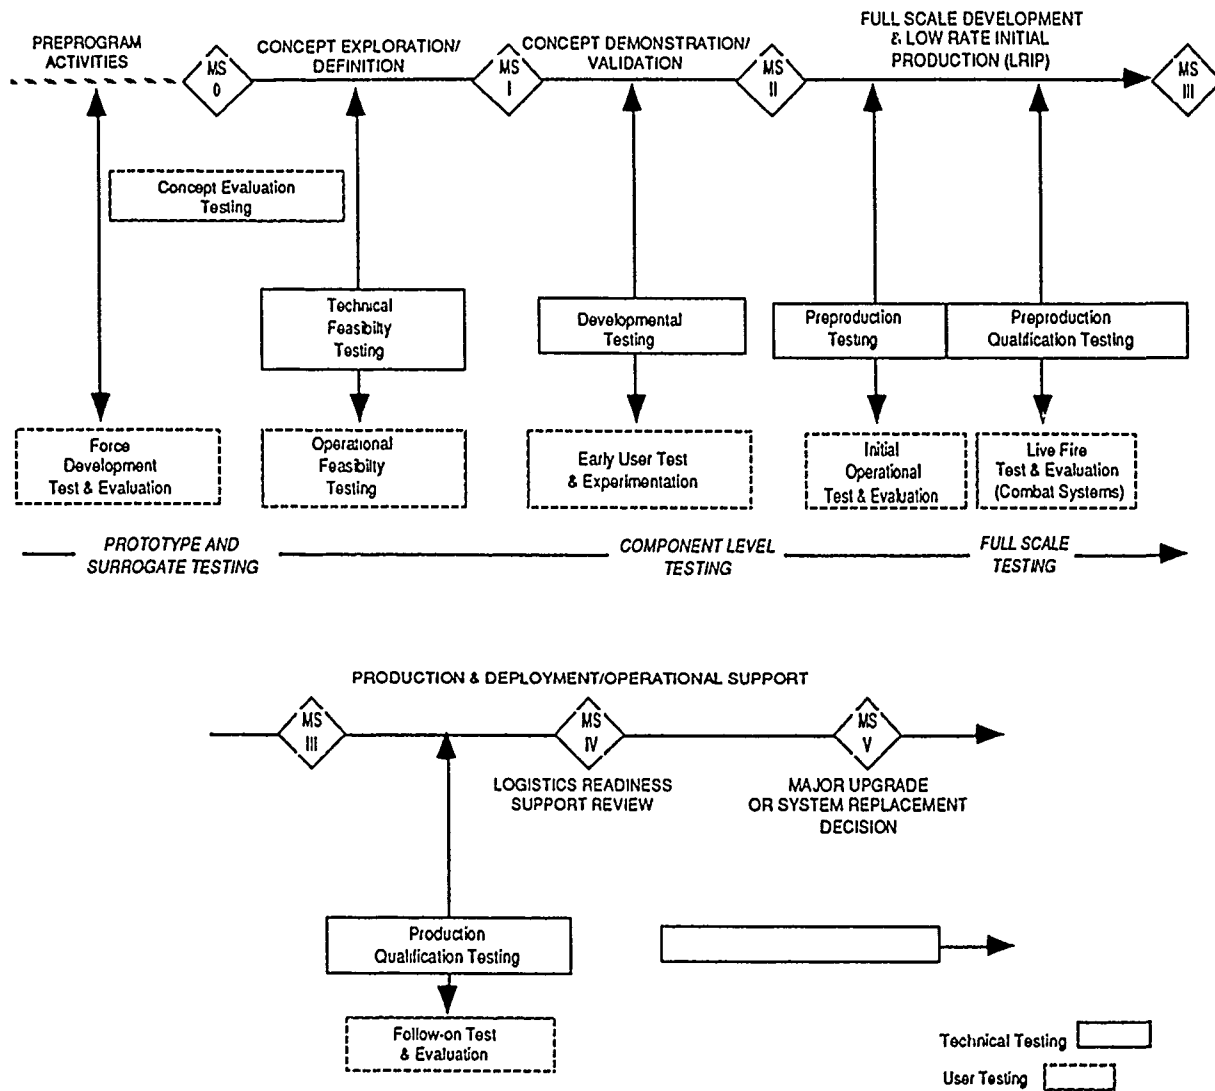 PREPROGRAM
ACTIVITIES
MS
0
CONCEPT EXPLORATION/
DEFINITION
MS
I
CONCEPT DEMONSTRATION/
VALIDATION
MS
II
FULL SCALE DEVELOPMENT
& LOW RATE INITIAL
PRODUCTION (LRIP)
MS
III
Concept Evaluation
Testing
Technical
Feasibilty
Testing
Developmental
Testing
Preproduction
Testing
Preproduction
Qualification Testing
Force
Development
Test & Evaluation
Operational
Feasibilty
Testing
Early User Test
& Experimentation
Initial
Operational
Test & Evaluation
Live Fire
Test & Evaluation
(Combat Systems)
PROTOTYPE AND
SURROGATE TESTING
COMPONENT LEVEL
TESTING
FULL SCALE
TESTING
PRODUCTION & DEPLOYMENT/OPERATIONAL SUPPORT
MS
III
MS
IV
MS
V
LOGISTICS READINESS
SUPPORT REVIEW
MAJOR UPGRADE
OR SYSTEM REPLACEMENT
DECISION
Production
Qualification Testing
Follow-on Test
& Evaluation
Technical Testing
User Testing